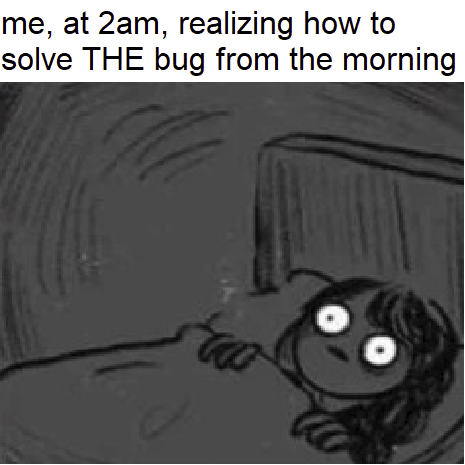 me, at 2am, realizing how to
solve THE bug from the morning